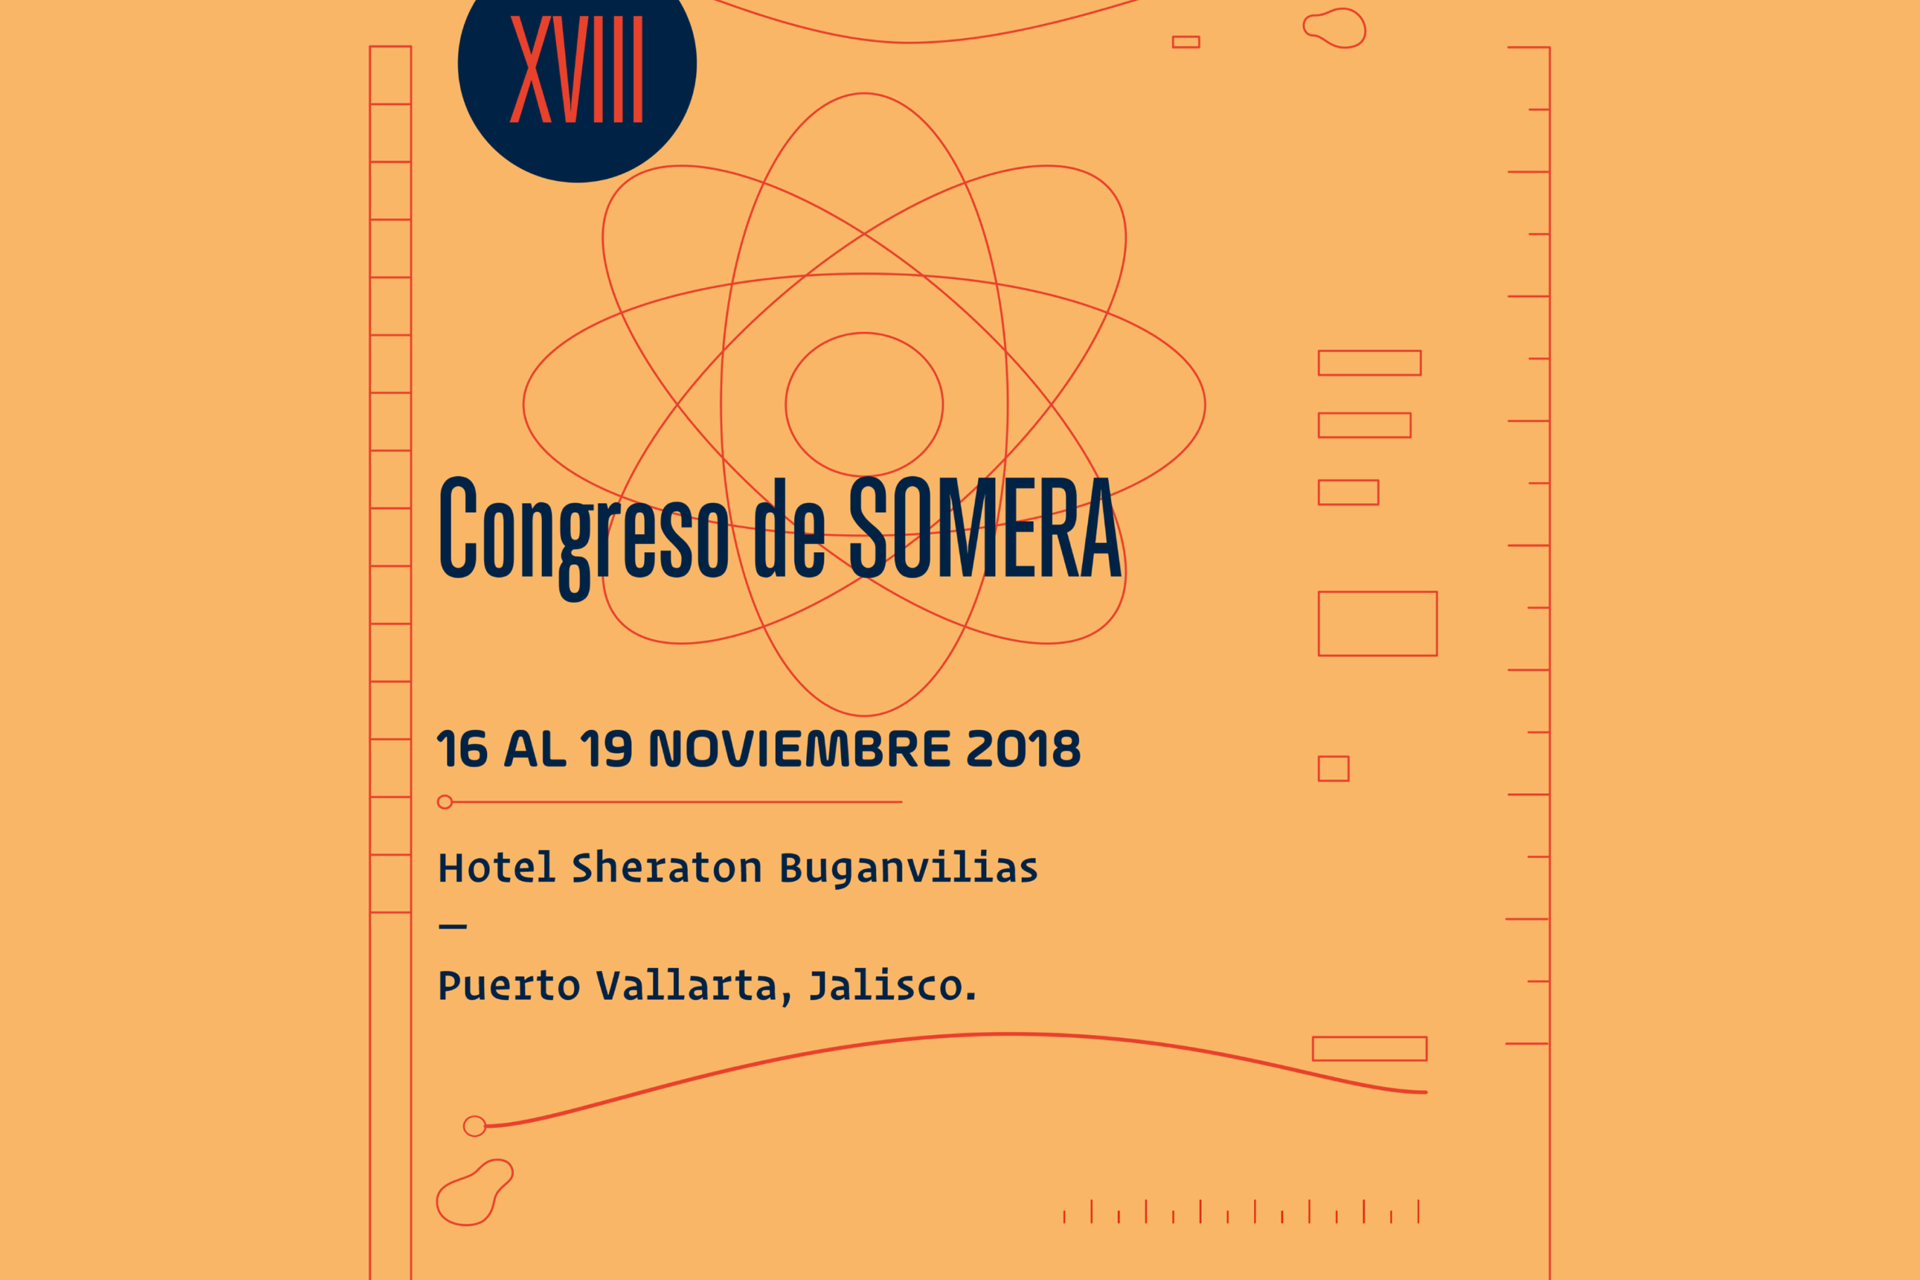 XVIII
Congreso de SOMERA
16 AL 19 NOVIEMBRE 2018
Hotel Sheraton Buganvilias
—
Puerto Vallarta, Jalisco.